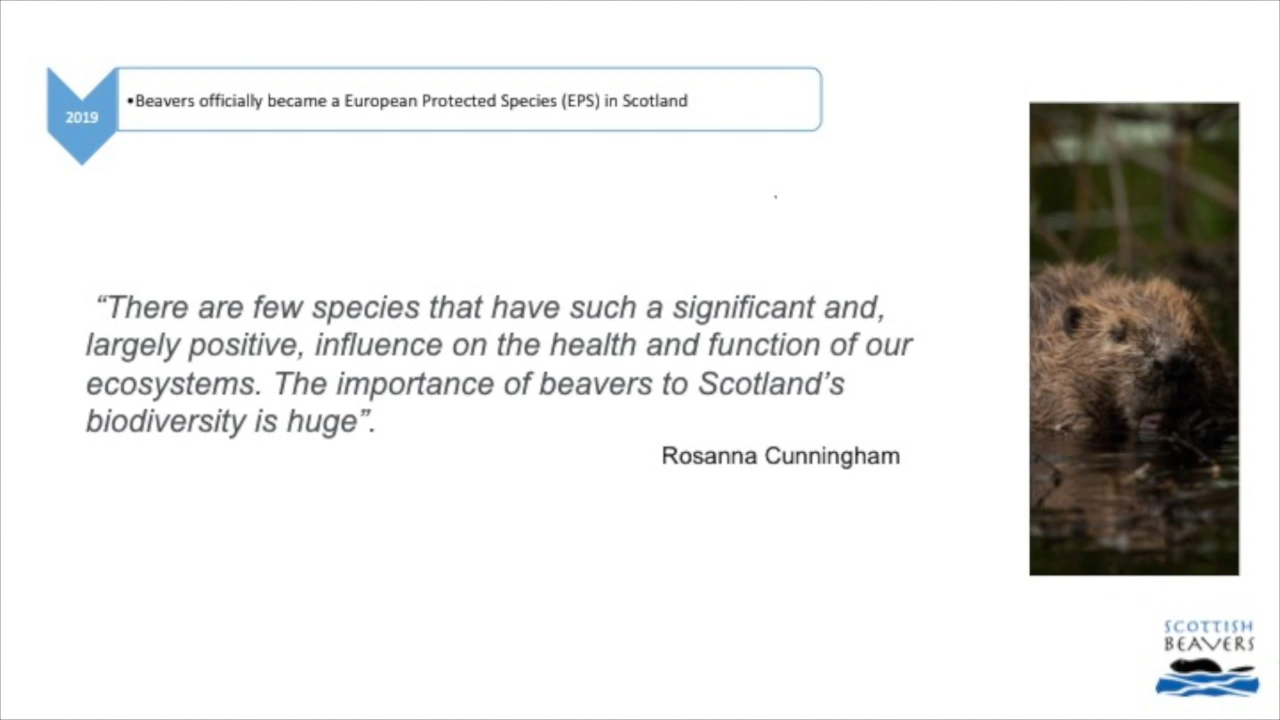 2019
•Beavers officially became a European Protected Species (EPS) in Scotland
“There are few species that have such a significant and,
largely positive, influence on the health and function of our
ecosystems. The importance of beavers to Scotland’s
biodiversity is huge”.
Rosanna Cunningham
SCOTTISH
BEAVERS